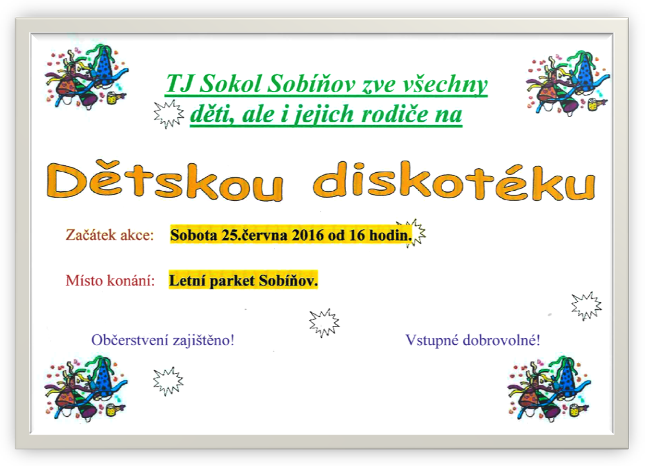 TJ Sokol Sobíňov zve všechny
děti, ale i jejich rodiče na
Dětskou diskotéku
Začátek akce: Sobota 25.června 2016 od 16 hodin.
Místo konání: Letní parket Sobíňov.
Občerstvení zajištěno! Vstupné dobrovolné!